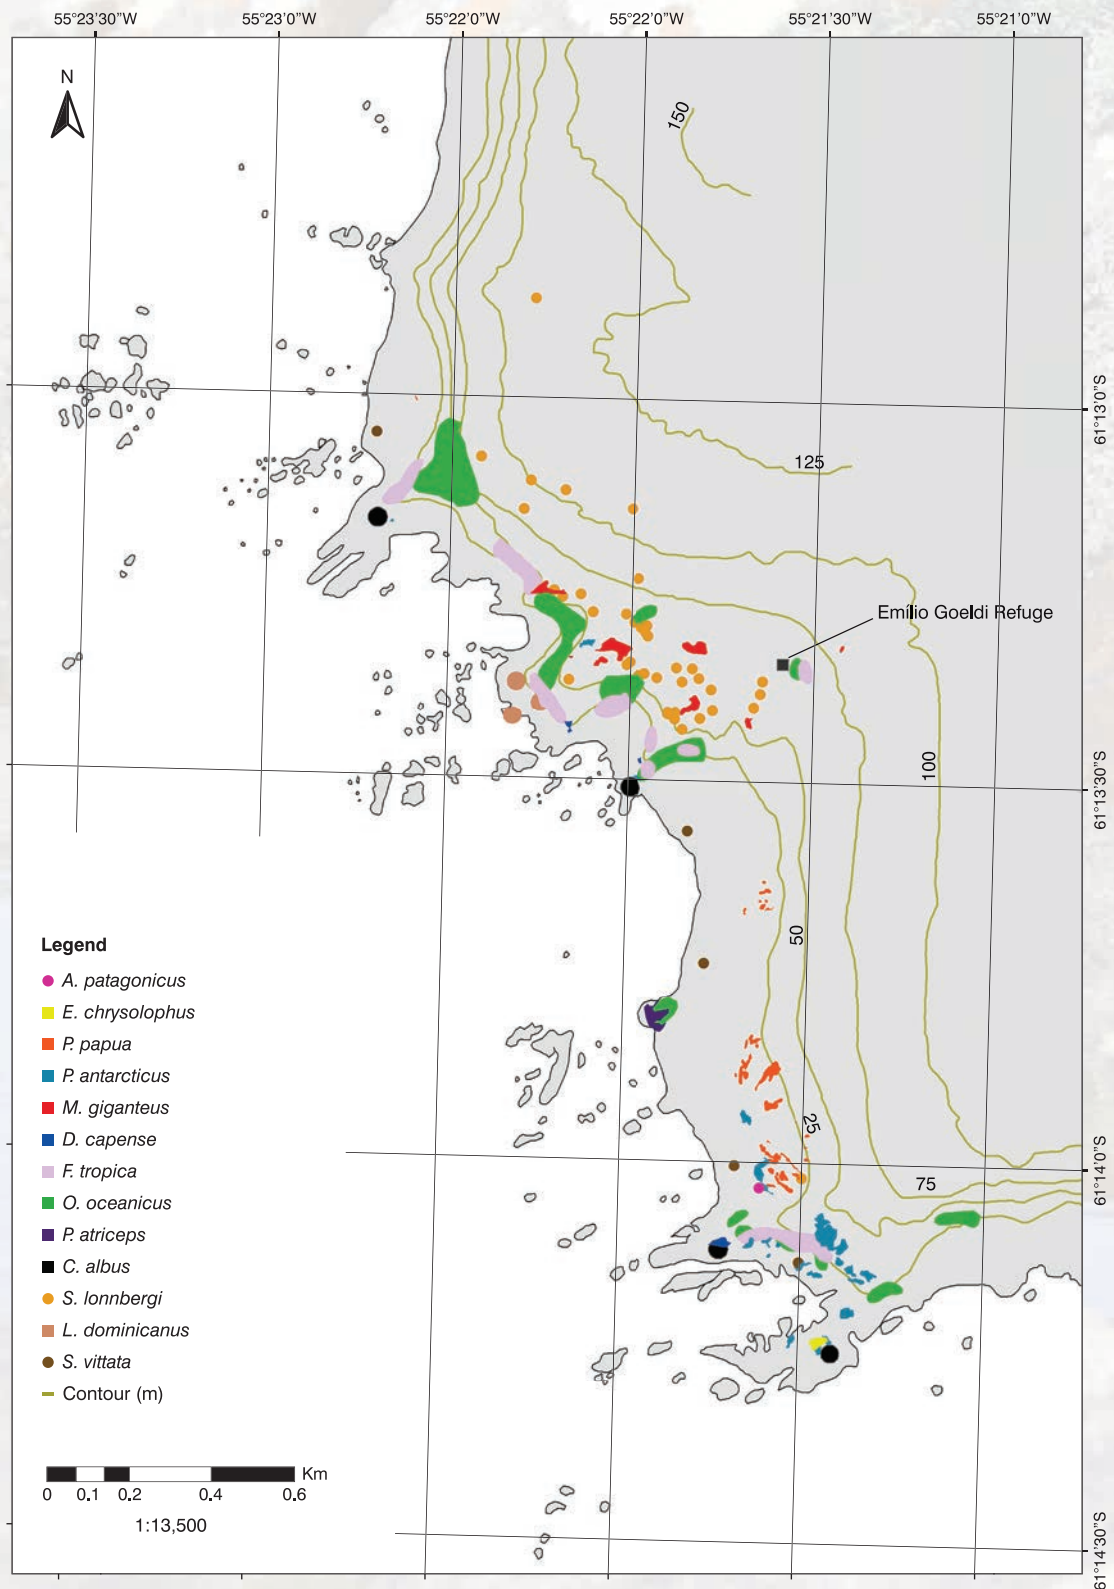 55°23'30"W
55°23'0"W
55°22'0"W
55°22'0"W
55°21'30"W
55°21'0"W
N
150
61°13'0"S
125
Emílio Goeldi Refuge
100
61°13'30"S
50
25
61°14'0"S
75
61°14'30"S
Legend
A. patagonicus
E. chrysolophus
P. papua
P. antarcticus
M. giganteus
D. capense
F. tropica
O. oceanicus
P. atriceps
C. albus
S. lonnbergi
L. dominicanus
S. vittata
Contour (m)
Km
0 0.1 0.2 0.4 0.6
1:13,500